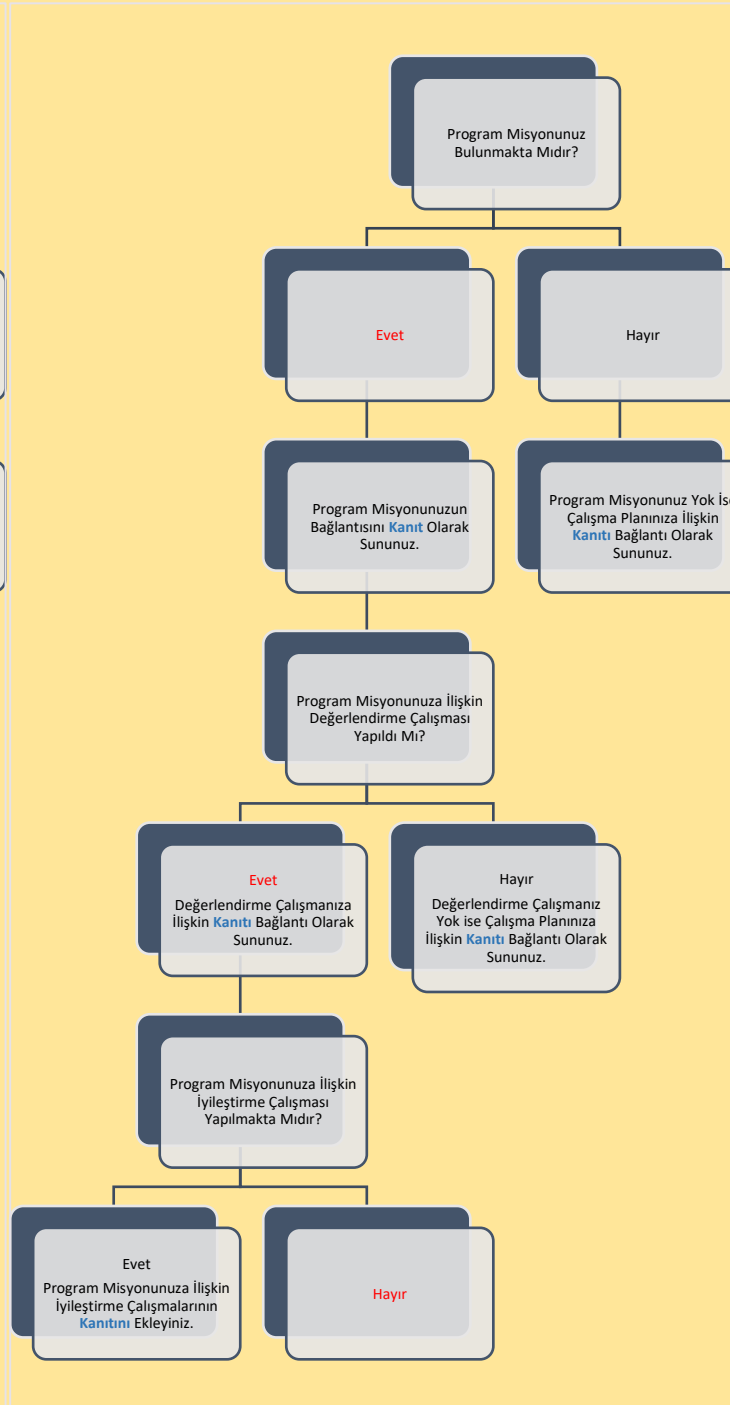 Program Misyonunuz
Bulunmakta Mıdır?
Evet
Hayır
Program Misyonunuzun
Bağlantısını Kanıt Olarak
Sununuz.
Program Misyonunuz Yok İse
Çalışma Planınıza İlişkin
Kanıtı Bağlantı Olarak
Sununuz.
Program Misyonunuza İlişkin
Değerlendirme Çalışması
Yapıldı Mı?
Evet
Değerlendirme Çalışmanıza
İlişkin Kanıtı Bağlantı Olarak
Sununuz.
Hayır
Değerlendirme Çalışmanız
Yok ise Çalışma Planınıza
İlişkin Kanıtı Bağlantı Olarak
Sununuz.
Program Misyonunuza İlişkin
İyileştirme Çalışması
Yapılmakta Mıdır?
Evet
Program Misyonunuza İlişkin
İyileştirme Çalışmalarının
Kanıtını Ekleyiniz.
Hayır